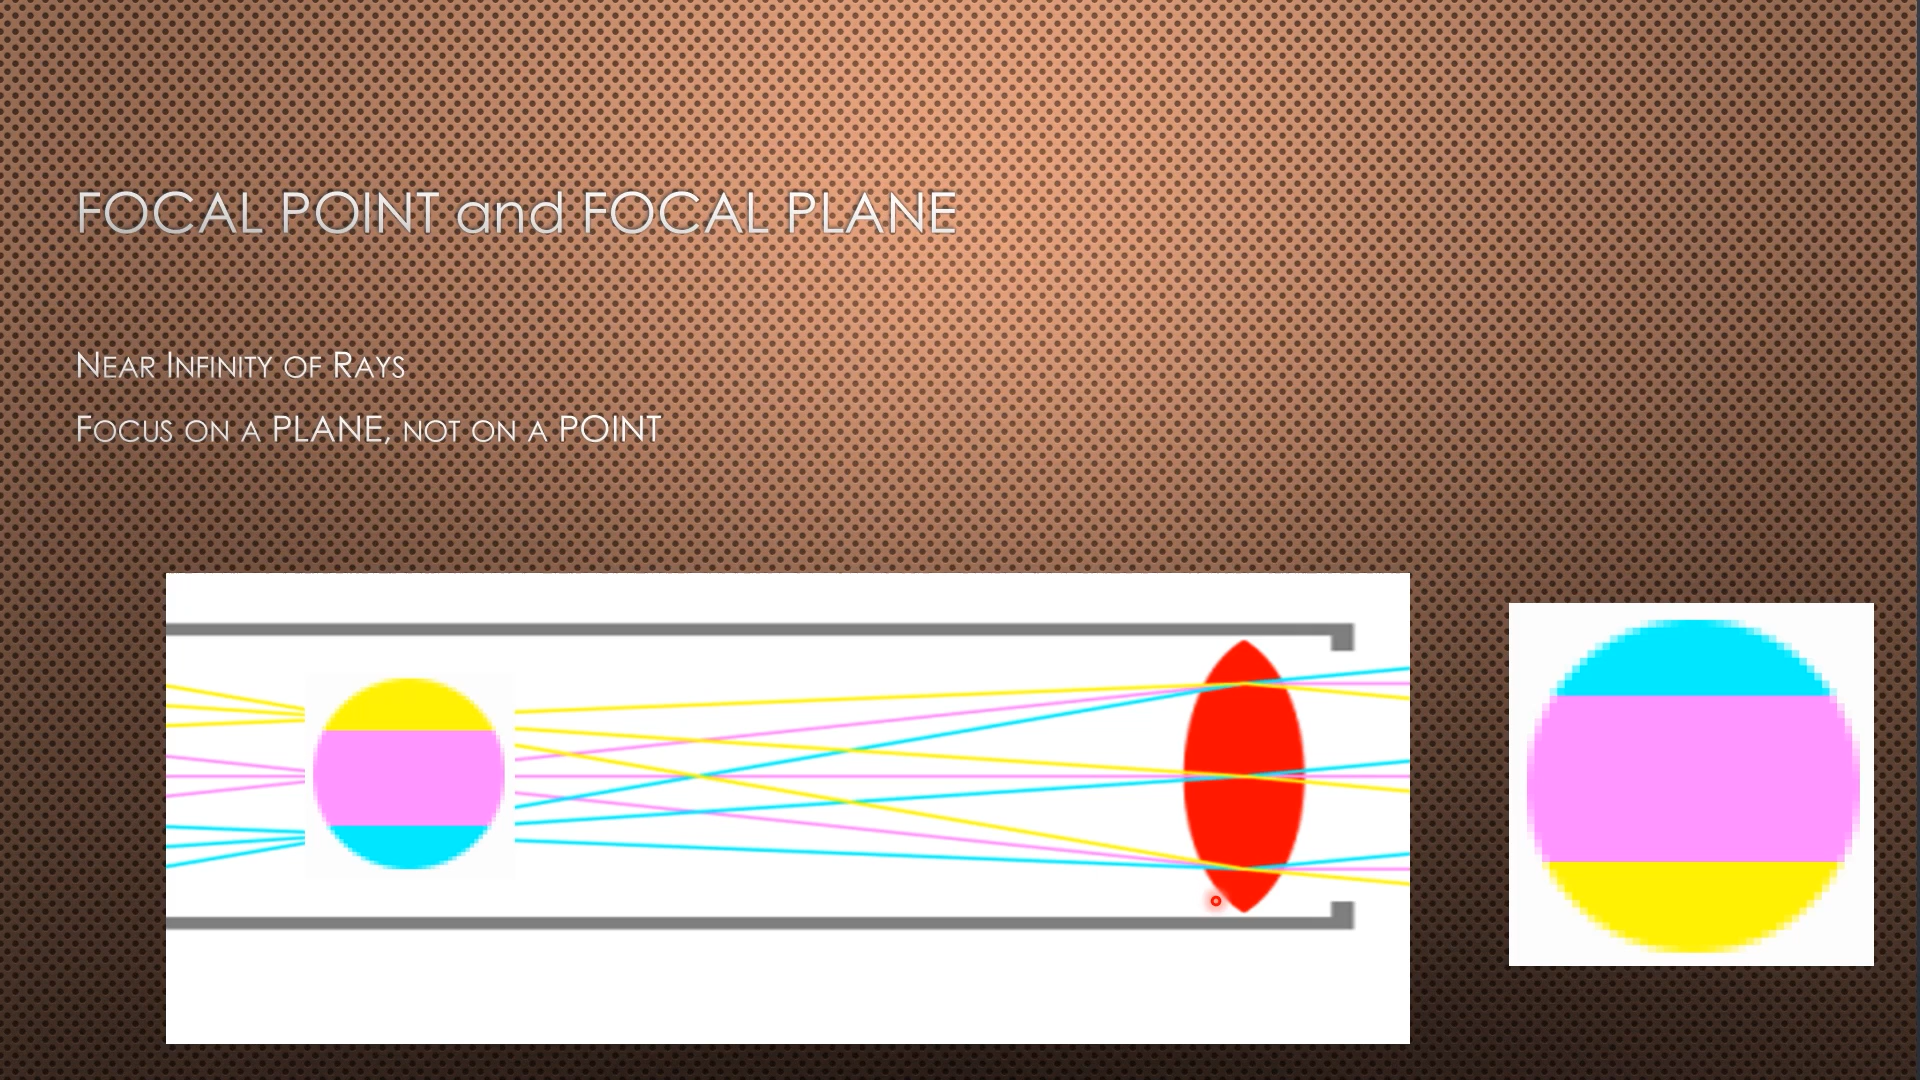 FOCAL POINT and FOCAL PLANE
Near Infinity of Rays
Focus on a PLANE, not on a POINT